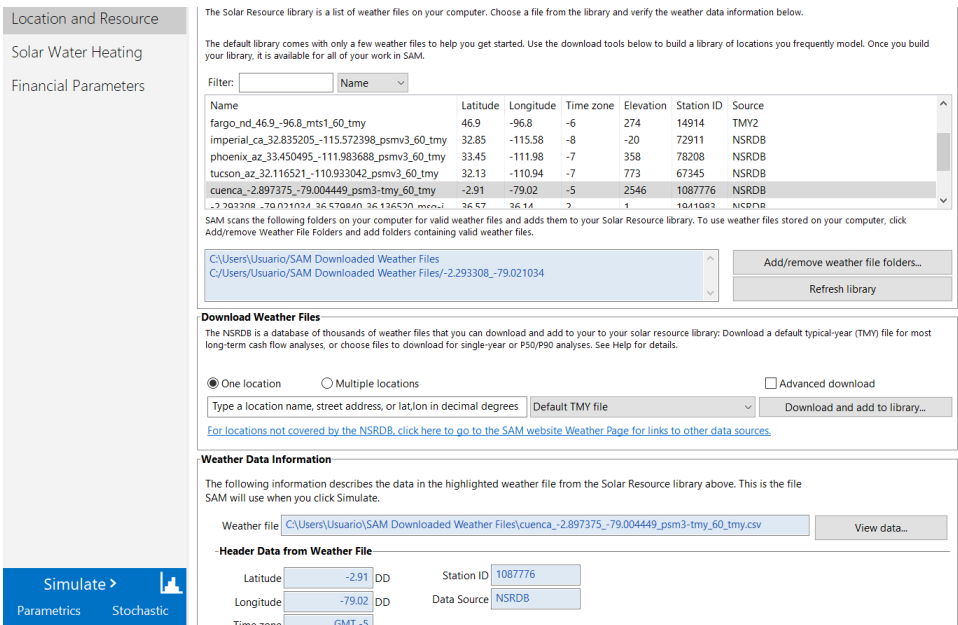 Location and Resource
Solar Water Heating
Financial Parameters
The Solar Resource library is a list of weather files on your computer. Choose a file from the library and verify the weather data information below.
The default library comes with only a few weather files to help you get started. Use the download tools below to build a library of locations you frequently model. Once you build
your library, it is available for all of your work in SAM.
Filter: Name
Name Latitude Longitude Time zone Elevation Station ID Source
fargo_nd_46.9_-96.8_mts1_60_tmy 46.9 -96.8 -6 274 14914 TMY2
imperial_ca_32.835205_-115.572398_psmv3_60_tmy 32.85 -115.58 -8 -20 72911 NSRDB
phoenix_az_33.450495_-111.983688_psmv3_60_tmy 33.45 -111.98 -7 358 78208 NSRDB
tucson_az_32.116521_-110.933042_psmv3_60_tmy 32.13 -110.94 -7 773 67345 NSRDB
cuenca_-2.897375_-79.004449_psm3-tmy_60_tmy -2.91 -79.02 -5 2546 1087776 NSRDB
-2.293308_-79.021034_36.579840_36.136520_msg-i 36.57 36.14 2 1 1941983 NSRDB
SAM scans the following folders on your computer for valid weather files and adds them to your Solar Resource library. To use weather files stored on your computer, click
Add/remove Weather File Folders and add folders containing valid weather files.
C:\Users\Usuario/SAM Downloaded Weather Files
C:/Users/Usuario/SAM Downloaded Weather Files/-2.293308_-79.021034
Add/remove weather file folders...
Refresh library
Download Weather Files
The NSRDB is a database of thousands of weather files that you can download and add to your to your solar resource library: Download a default typical-year (TMY) file for most
long-term cash flow analyses, or choose files to download for single-year or P50/P90 analyses. See Help for details.
One location Multiple locations Advanced download
Type a location name, street address, or lat,lon in decimal degrees Default TMY file Download and add to library...
For locations not covered by the NSRDB, click here to go to the SAM website Weather Page for links to other data sources.
Weather Data Information
The following information describes the data in the highlighted weather file from the Solar Resource library above. This is the file
SAM will use when you click Simulate.
Weather file C:\Users\Usuario\SAM Downloaded Weather Files\cuenca_-2.897375_-79.004449_psm3-tmy_60_tmy.csv View data...
Header Data from Weather File
Latitude -2.91 DD Station ID 1087776
Longitude -79.02 DD Data Source NSRDB
Time zone GMT -5
Simulate >
Parametrics Stochastic